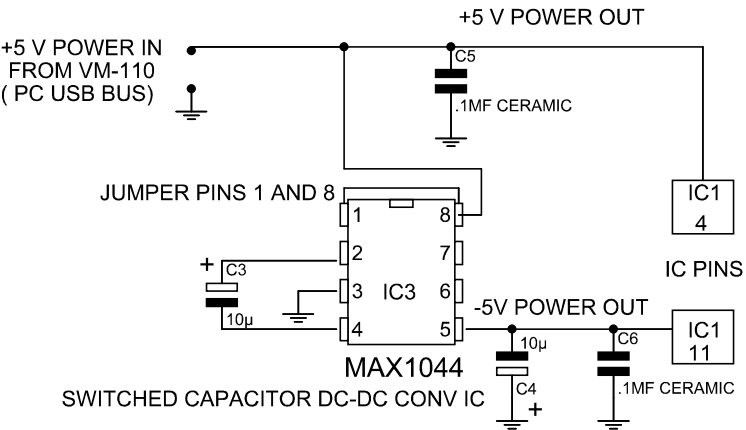 +5 V POWER OUT
+5 V POWER IN
FROM VM-110
( PC USB BUS)
C5
.1MF CERAMIC
JUMPER PINS 1 AND 8
1
8
2
7
3
6
4
5
IC3
+
C3
10µ
IC1
4
IC PINS
-5V POWER OUT
IC1
11
MAX1044
10µ
C6
C4
.1MF CERAMIC
+
SWITCHED CAPACITOR DC-DC CONV IC